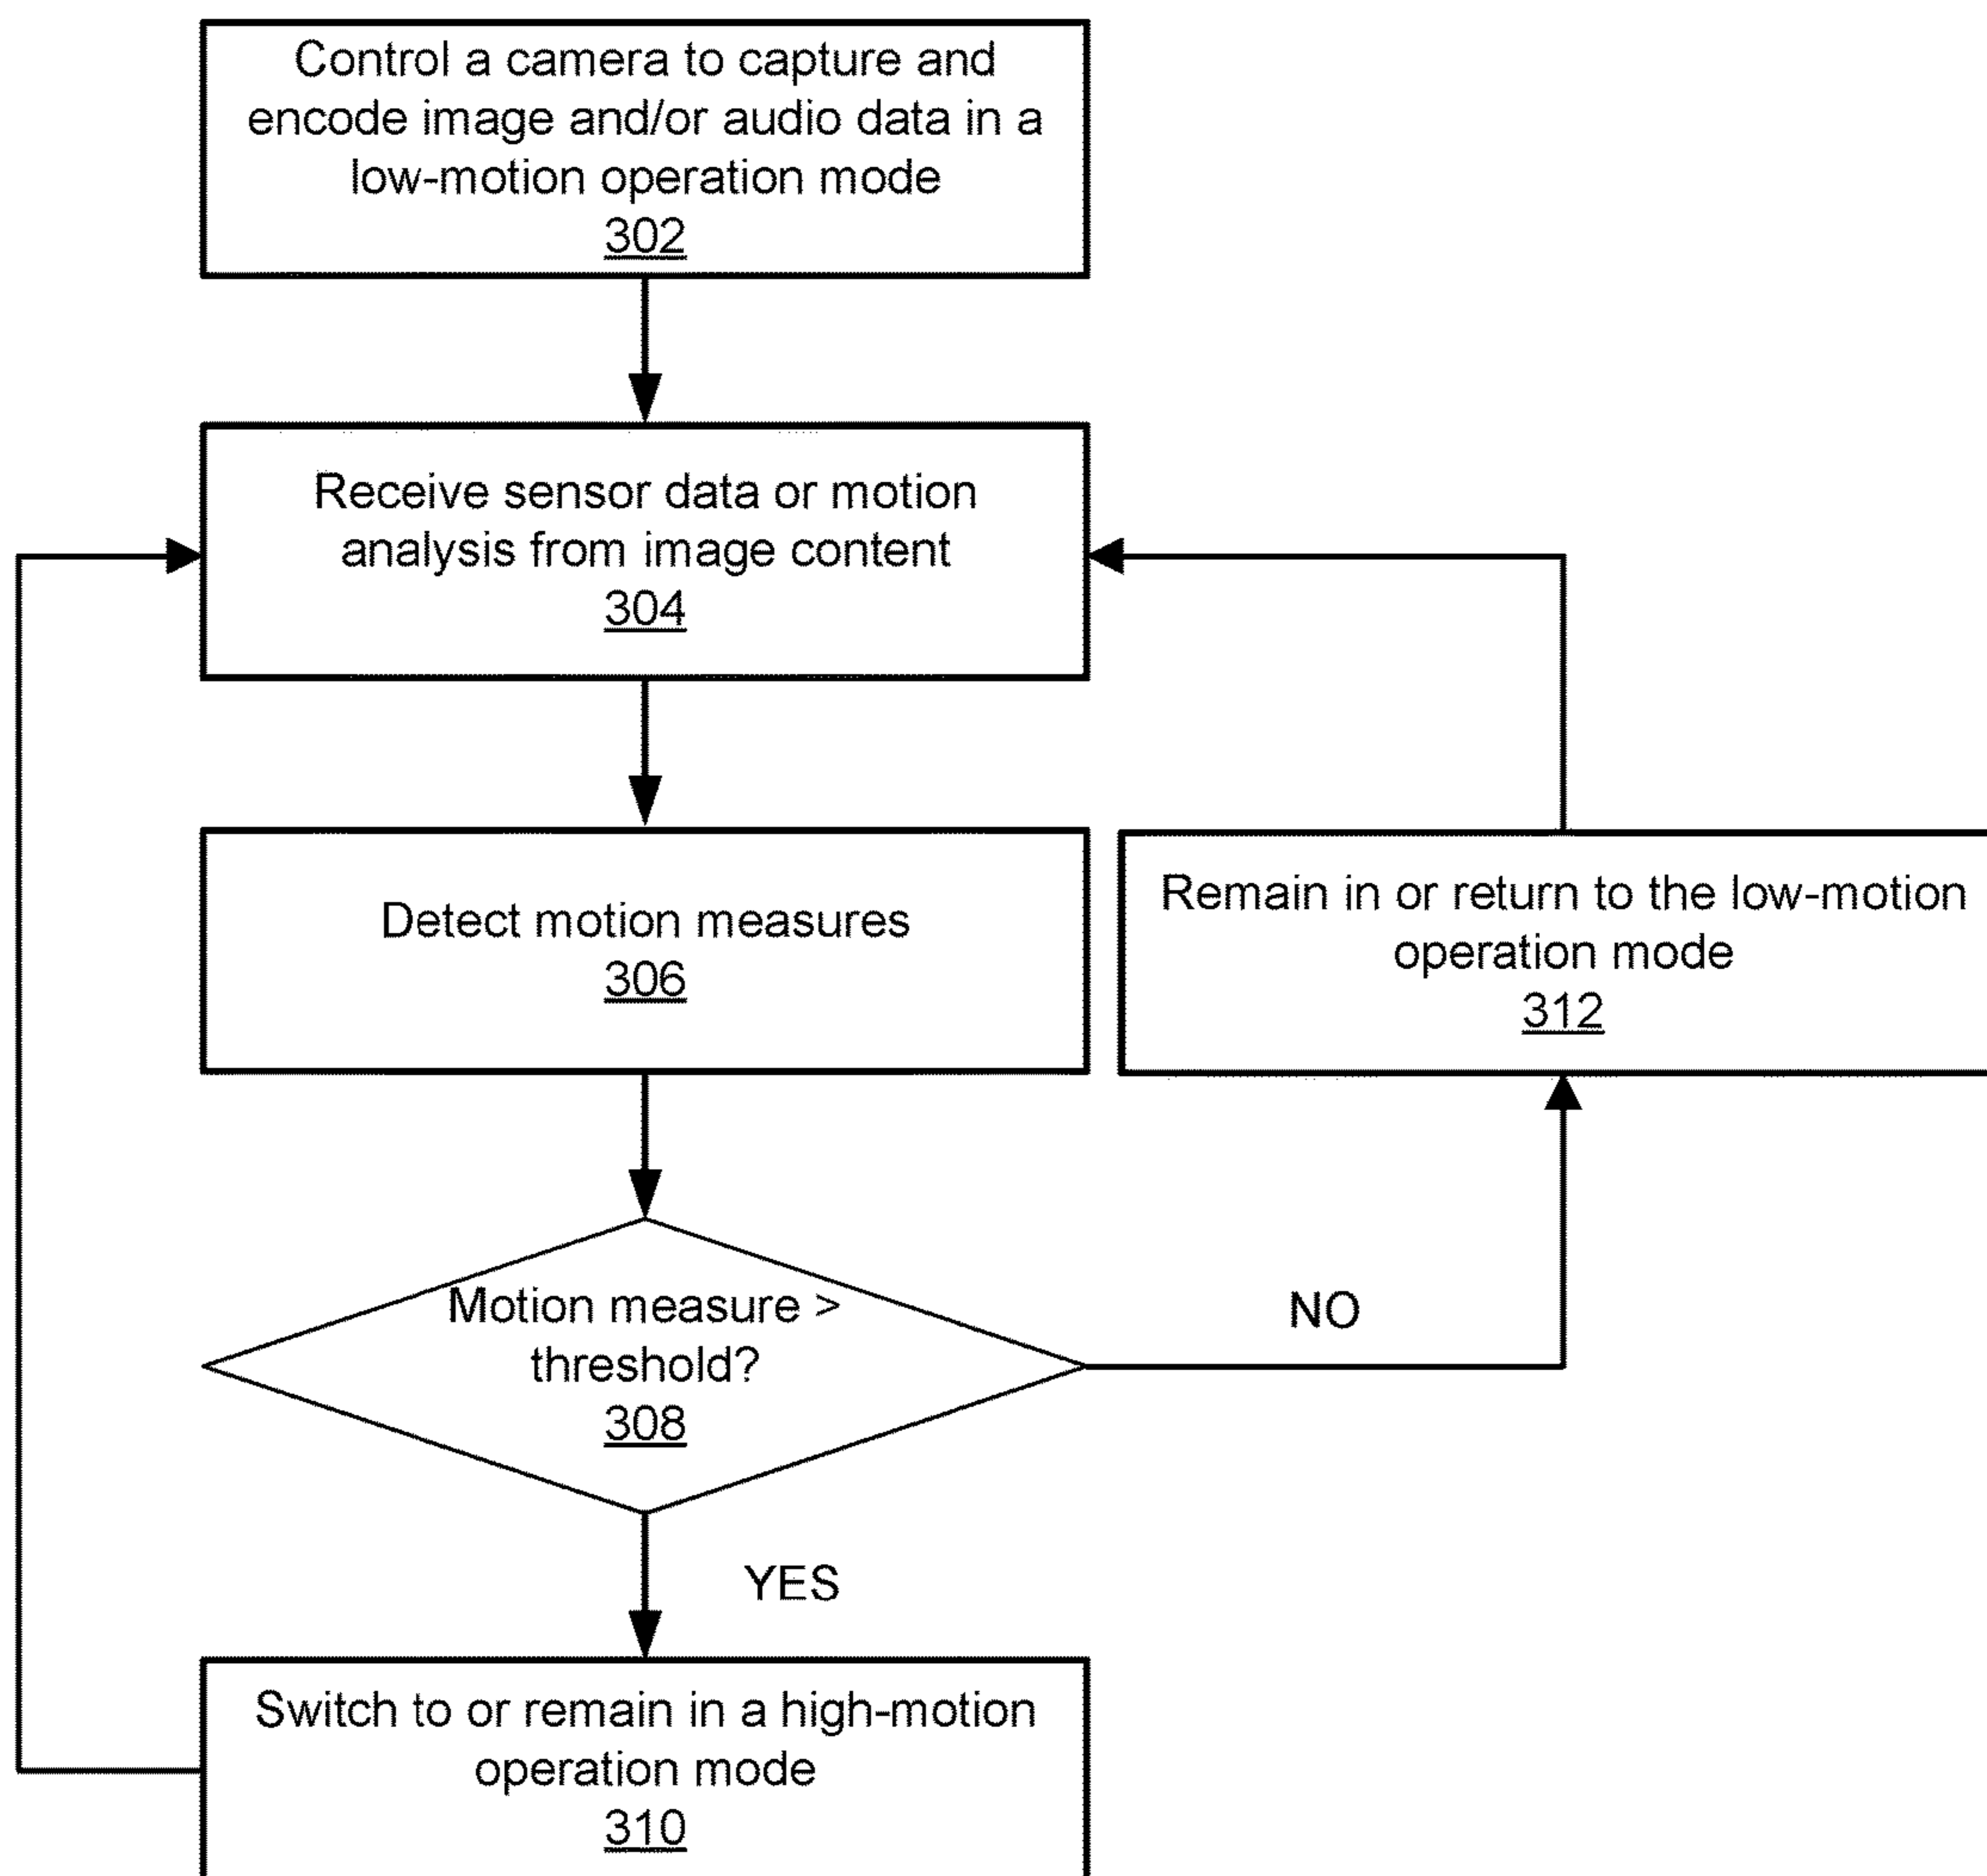 Control a camera to capture and
encode image and/or audio data in a
low-motion operation mode
302
Receive sensor data or motion
analysis from image content
304
Detect motion measures
306
Remain in or return to the low-motion
operation mode
312
Motion measure >
threshold?
308
NO
YES
Switch to or remain in a high-motion
operation mode
310